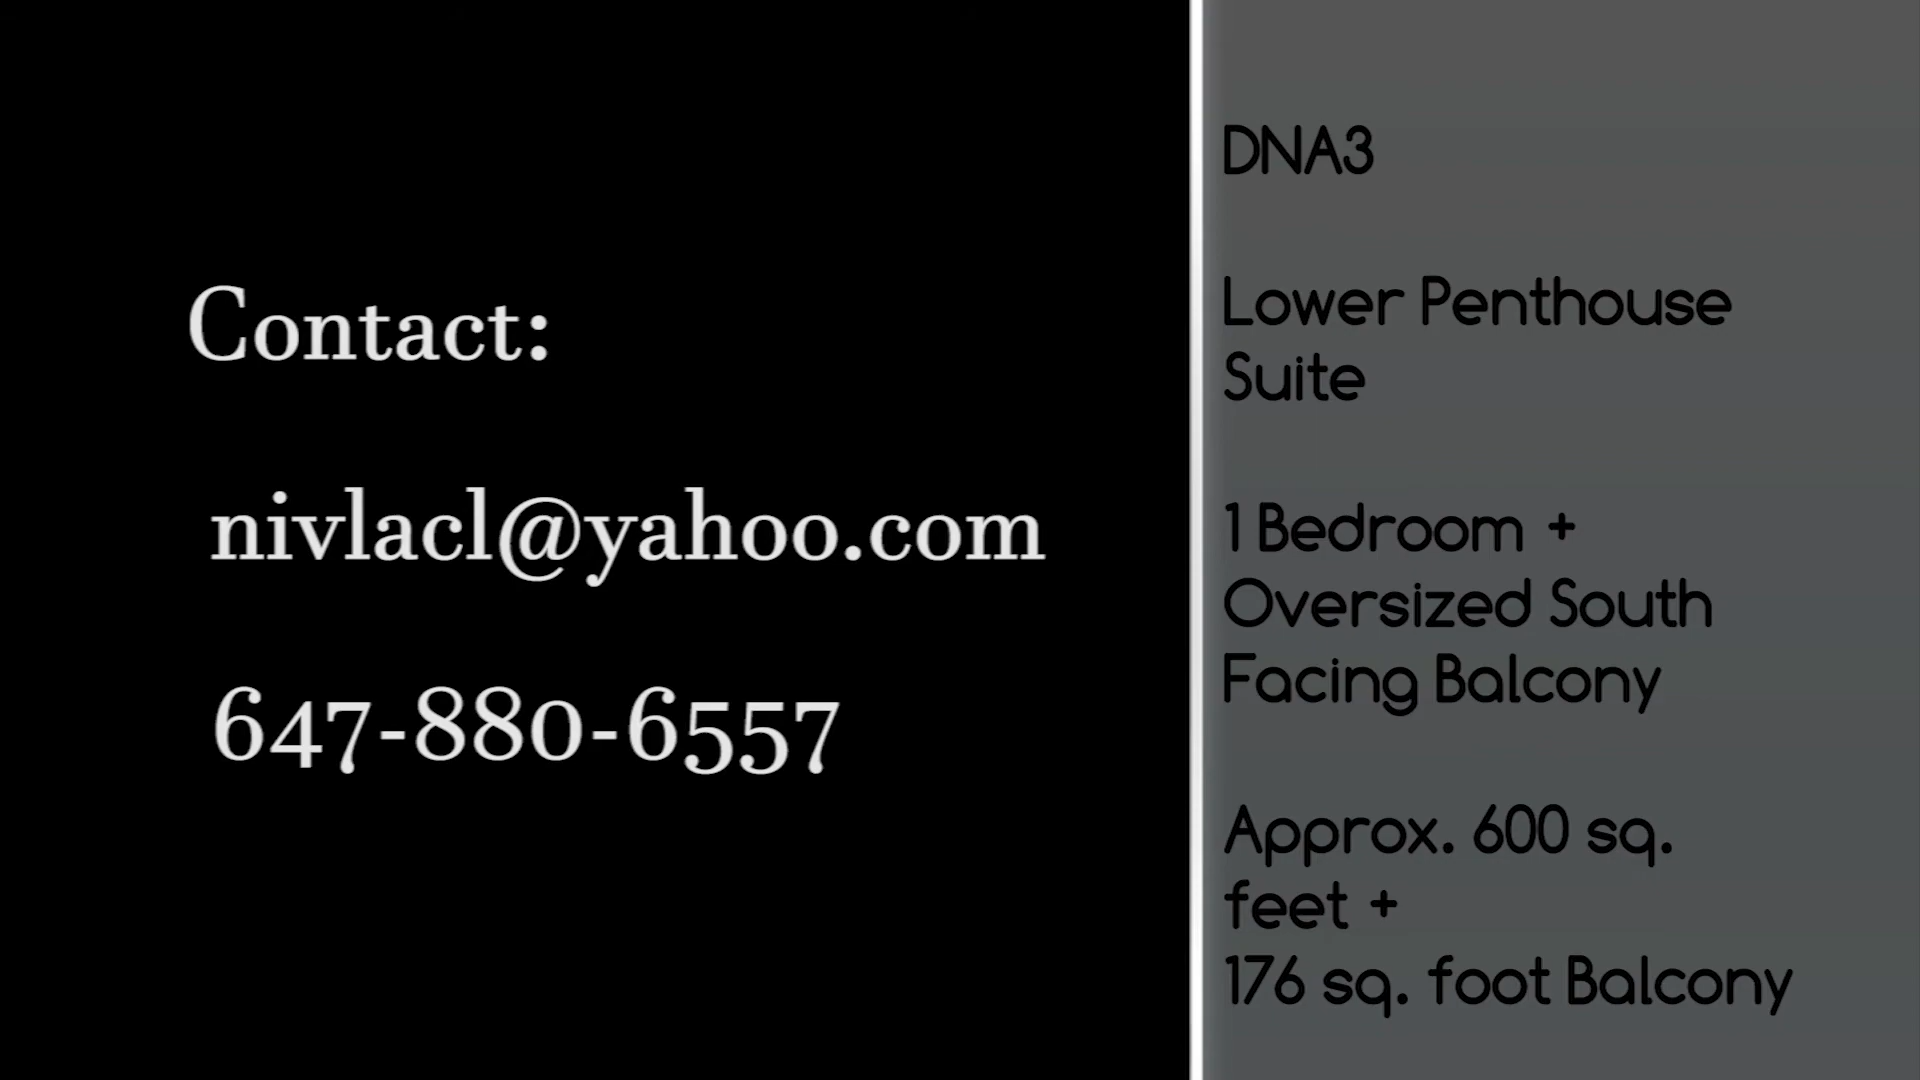 Contact:
nivlacl@yahoo.com
647-880-6557
DNA3
Lower Penthouse
Suite
1 Bedroom +
Oversized South
Facing Balcony
Approx. 600 sq.
feet +
176 sq. foot Balcony